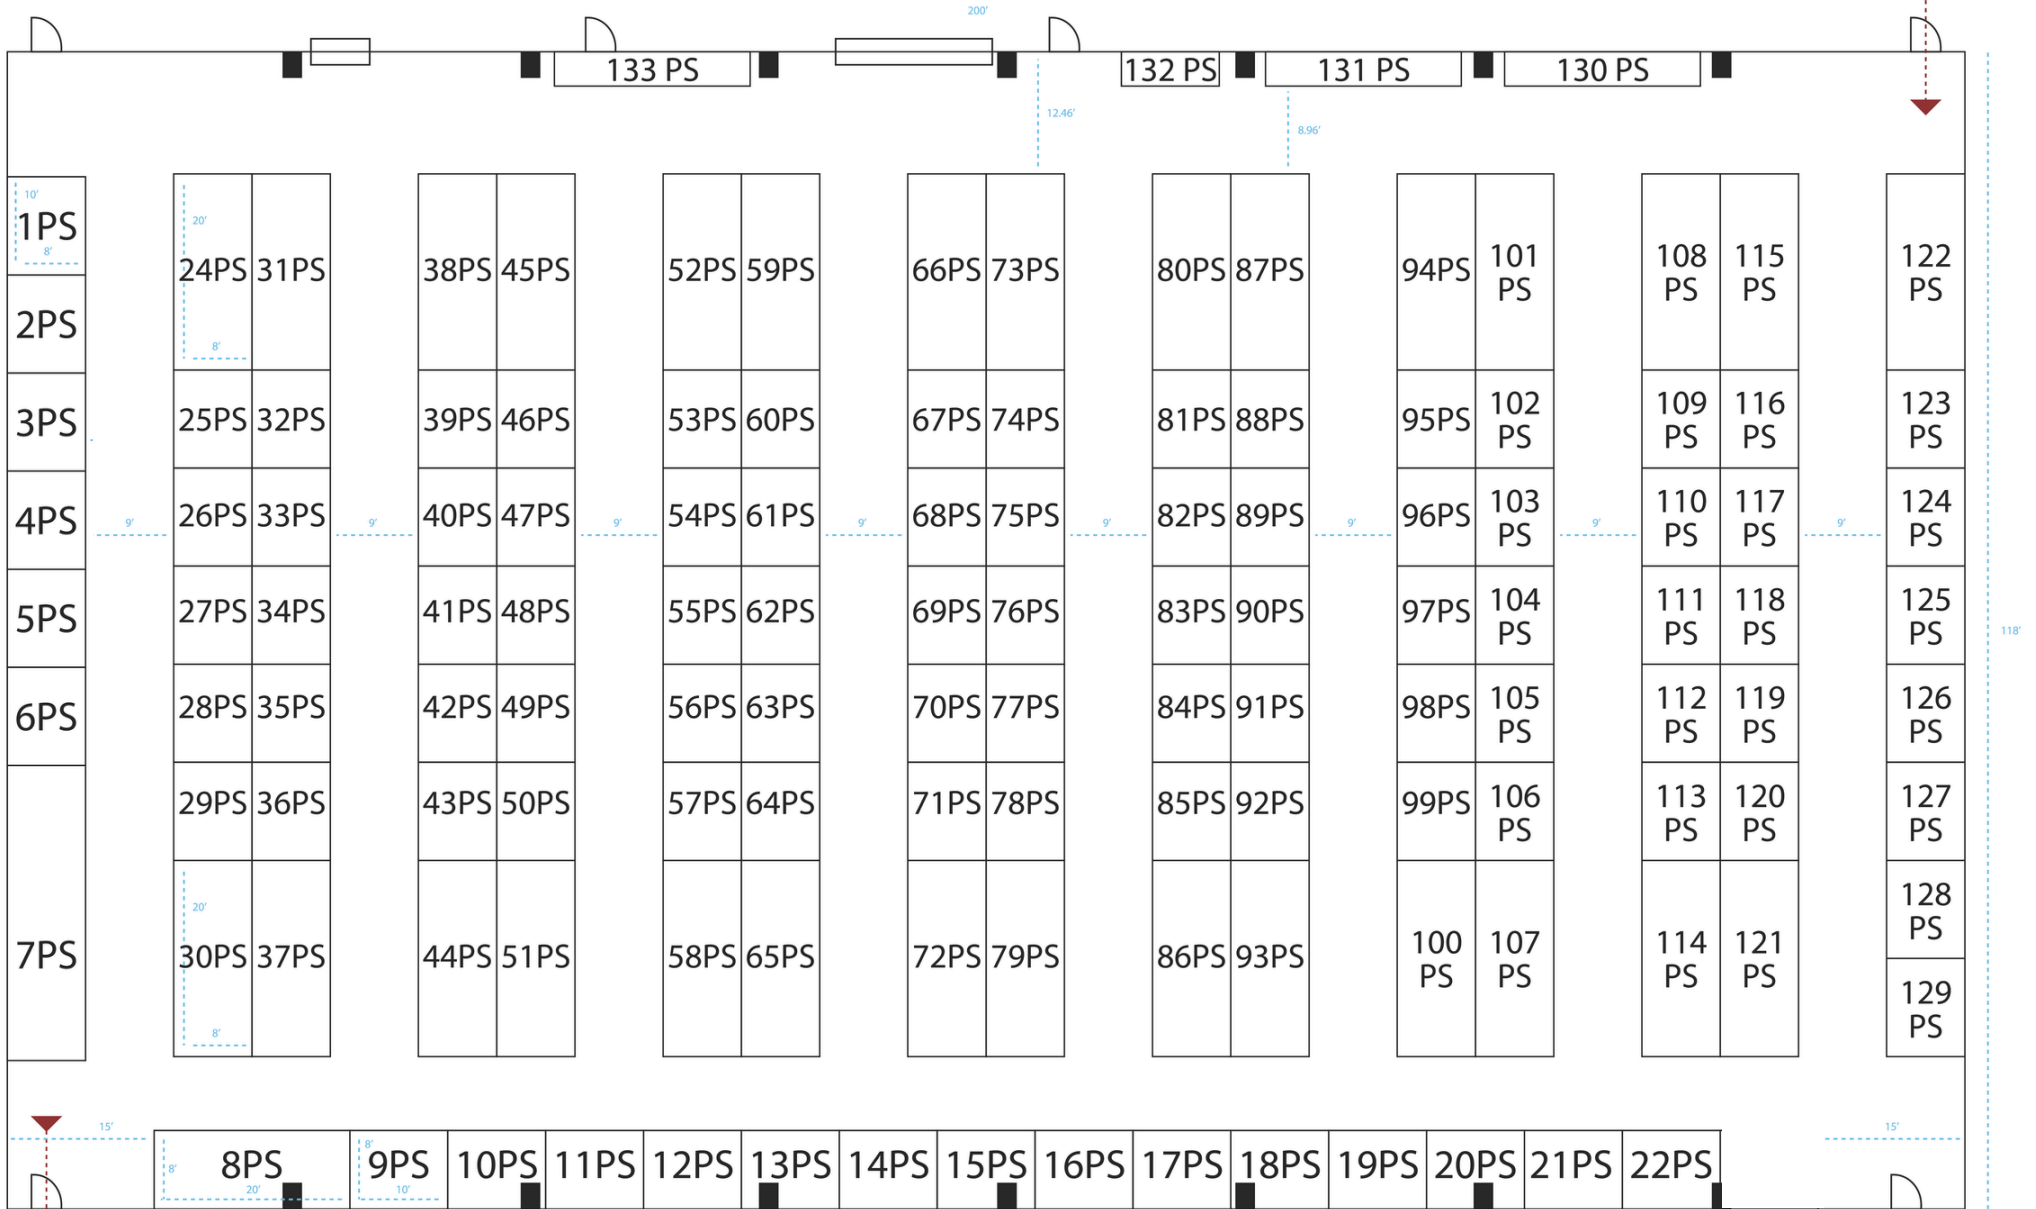 200'
133 PS
132 PS
131 PS
130 PS
12.46'
8.96'
10'
1PS
8'
2PS
3PS
4PS
5PS
6PS
7PS
20'
24PS
31PS
8'
25PS
32PS
26PS
33PS
27PS
34PS
28PS
35PS
29PS
36PS
20'
30PS
37PS
8'
38PS
45PS
39PS
46PS
40PS
47PS
41PS
48PS
42PS
49PS
43PS
50PS
44PS
51PS
52PS
59PS
53PS
60PS
54PS
61PS
55PS
62PS
56PS
63PS
57PS
64PS
58PS
65PS
66PS
73PS
67PS
74PS
68PS
75PS
69PS
76PS
70PS
77PS
71PS
78PS
72PS
79PS
80PS
87PS
81PS
88PS
82PS
89PS
83PS
90PS
84PS
91PS
85PS
92PS
86PS
93PS
94PS
101
PS
95PS
102
PS
96PS
103
PS
97PS
104
PS
98PS
105
PS
99PS
106
PS
100
PS
107
PS
108
PS
115
PS
109
PS
116
PS
110
PS
117
PS
111
PS
118
PS
112
PS
119
PS
113
PS
120
PS
114
PS
121
PS
122
PS
123
PS
124
PS
125
PS
126
PS
127
PS
128
PS
129
PS
9'
9'
9'
9'
9'
9'
9'
9'
118'
15'
15'
8'
8PS
20'
8'
9PS
10'
10PS
11PS
12PS
13PS
14PS
15PS
16PS
17PS
18PS
19PS
20PS
21PS
22PS